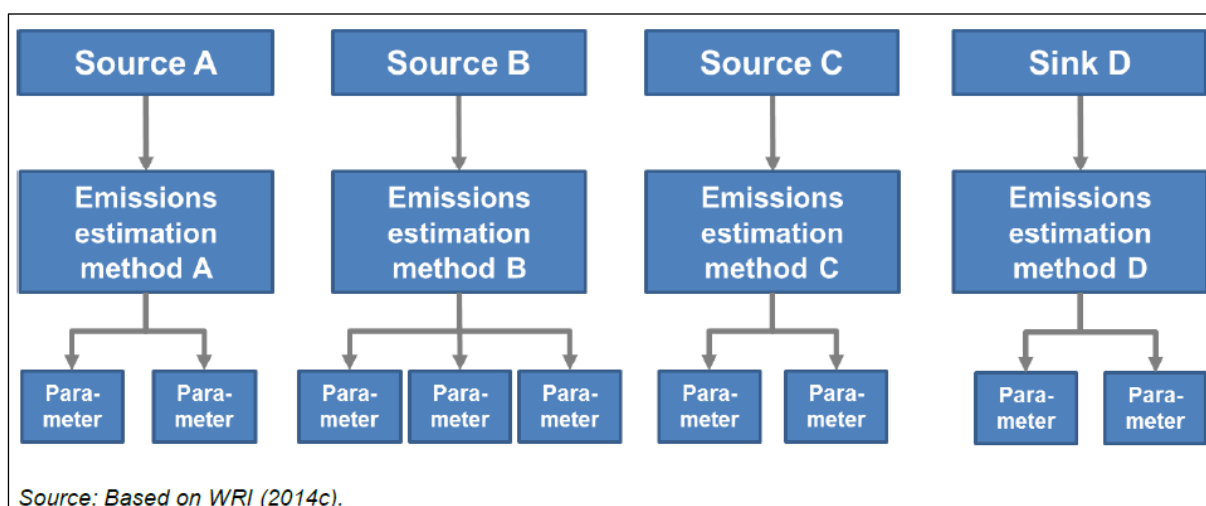 Source A
Source B
Source C
Sink D
Emissions
estimation
method A
Emissions
estimation
method B
Emissions
estimation
method C
Emissions
estimation
method D
Para-
meter
Para-
meter
Para-
meter
Para-
meter
Para-
meter
Para-
meter
Para-
meter
Para-
meter
Para-
meter
Source: Based on WRI (2014c).